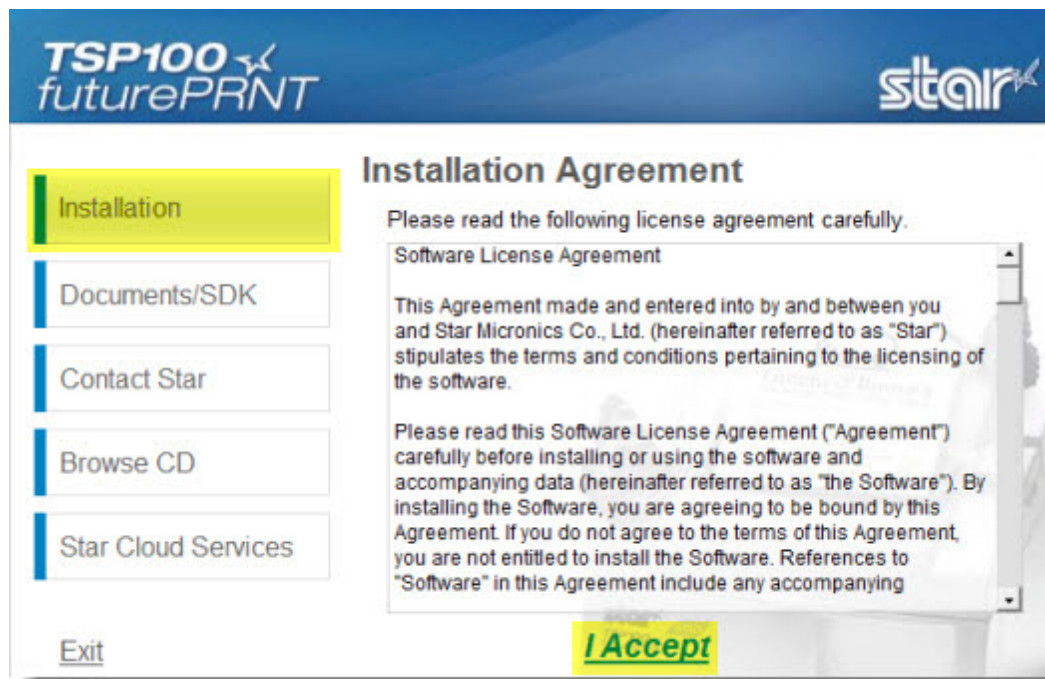 TSP100
futurePRNT
star
Installation
Documents/SDK
Contact Star
Browse CD
Star Cloud Services
Exit
Installation Agreement
Please read the following license agreement carefully.
Software License Agreement
This Agreement made and entered into by and between you
and Star Micronics Co., Ltd. (hereinafter referred to as "Star")
stipulates the terms and conditions pertaining to the licensing of
the software.
Please read this Software License Agreement ("Agreement")
carefully before installing or using the software and
accompanying data (hereinafter referred to as "the Software"). By
installing the Software, you are agreeing to be bound by this
Agreement. If you do not agree to the terms of this Agreement,
you are not entitled to install the Software. References to
"Software" in this Agreement include any accompanying
I Accept